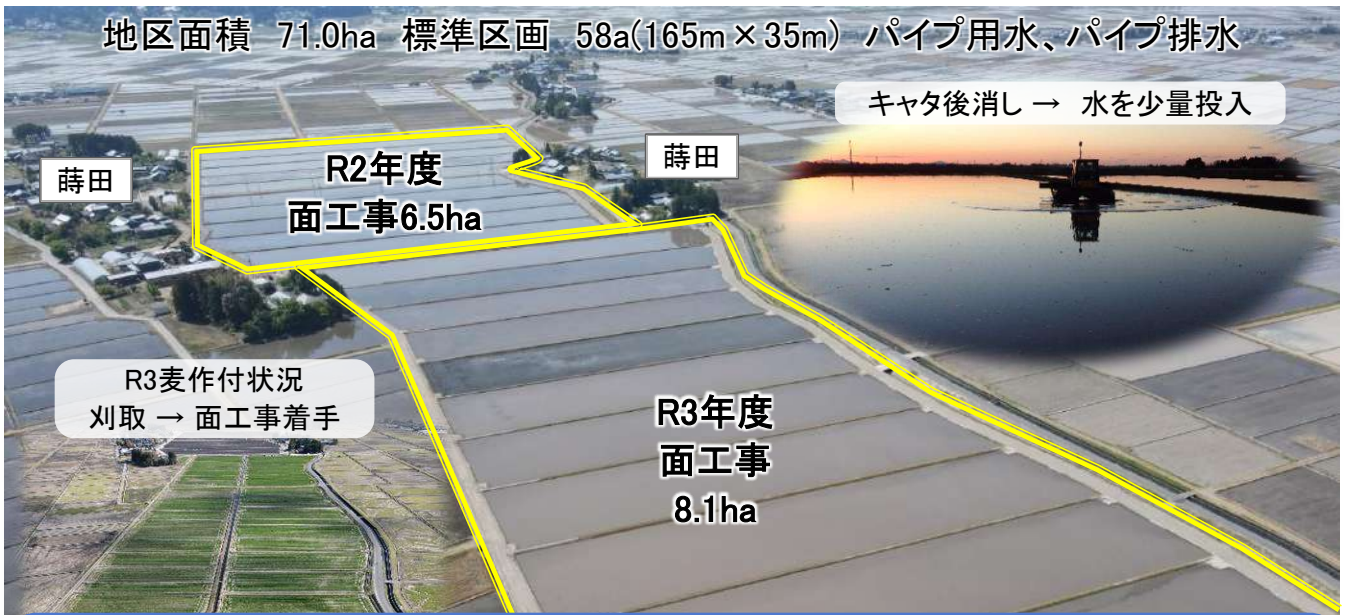 地区面積 71.0ha 標準区画 58a(165m×35m) パイプ用水、パイプ排水
キャタ後消し → 水を少量投入
蒔田
R2年度
面工事6.5ha
蒔田
R3麦作付状況
刈取 → 面工事着手
R3年度
面工事
8.1ha